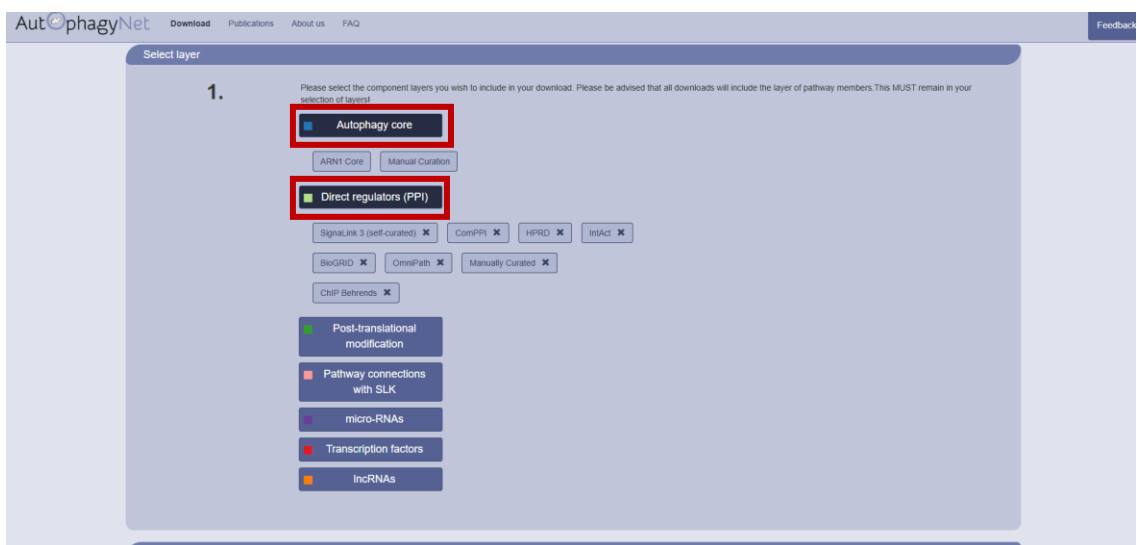 AutophagyNet Download Publications About us FAQ Feedback
Select layer
1.
Please select the component layers you wish to include in your download. Please be advised that all downloads will include the layer of pathway members.This MUST remain in your
selection of layers!
Autophagy core
ARN1 Core Manual Curation
Direct regulators (PPI)
SignaLink 3 (self-curated) ✖ ComPPI ✖ HPRD ✖ IntAct ✖
BioGRID ✖ OmniPath ✖ Manually Curated ✖
ChIP Behrends ✖
Post-translational
modification
Pathway connections
with SLK
micro-RNAs
Transcription factors
lncRNAs